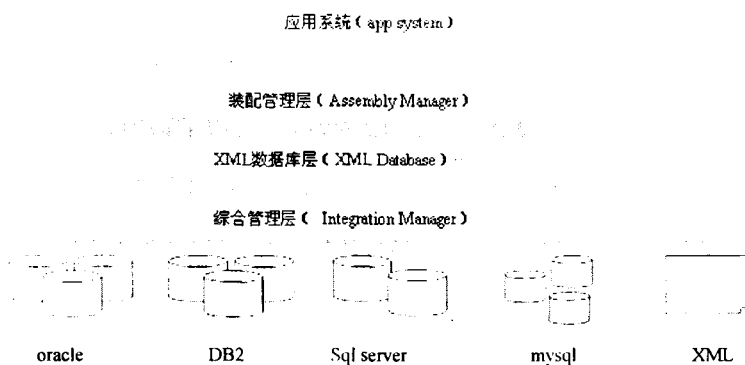 应用系统（app system）
装配管理层（Assembly Manager）
XML数据库层（XML Database）
综合管理层（ Integration Manager）
oracle DB2 Sql server mysql XML